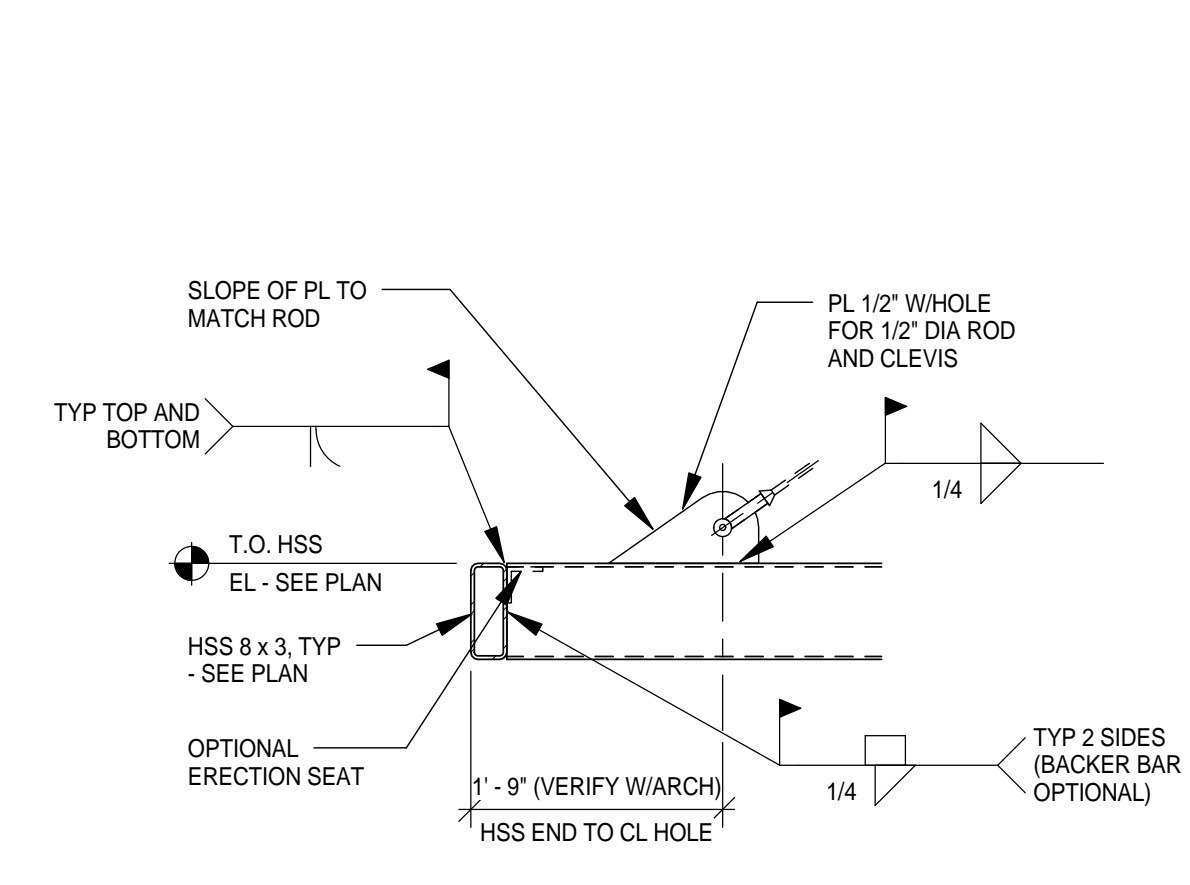 SLOPE OF PL TO
MATCH ROD
PL 1/2" W/HOLE
FOR 1/2" DIA ROD
AND CLEVIS
TYP TOP AND
BOTTOM
1/4
T.O. HSS
EL - SEE PLAN
HSS 8 x 3, TYP
- SEE PLAN
OPTIONAL
ERECTION SEAT
1' - 9" (VERIFY W/ARCH)
HSS END TO CL HOLE
1/4
TYP 2 SIDES
(BACKER BAR
OPTIONAL)